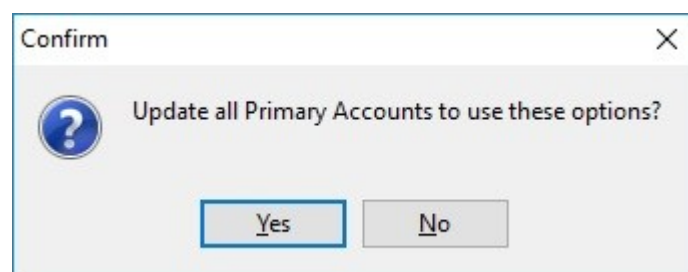 Confirm
Update all Primary Accounts to use these options?
Yes
No